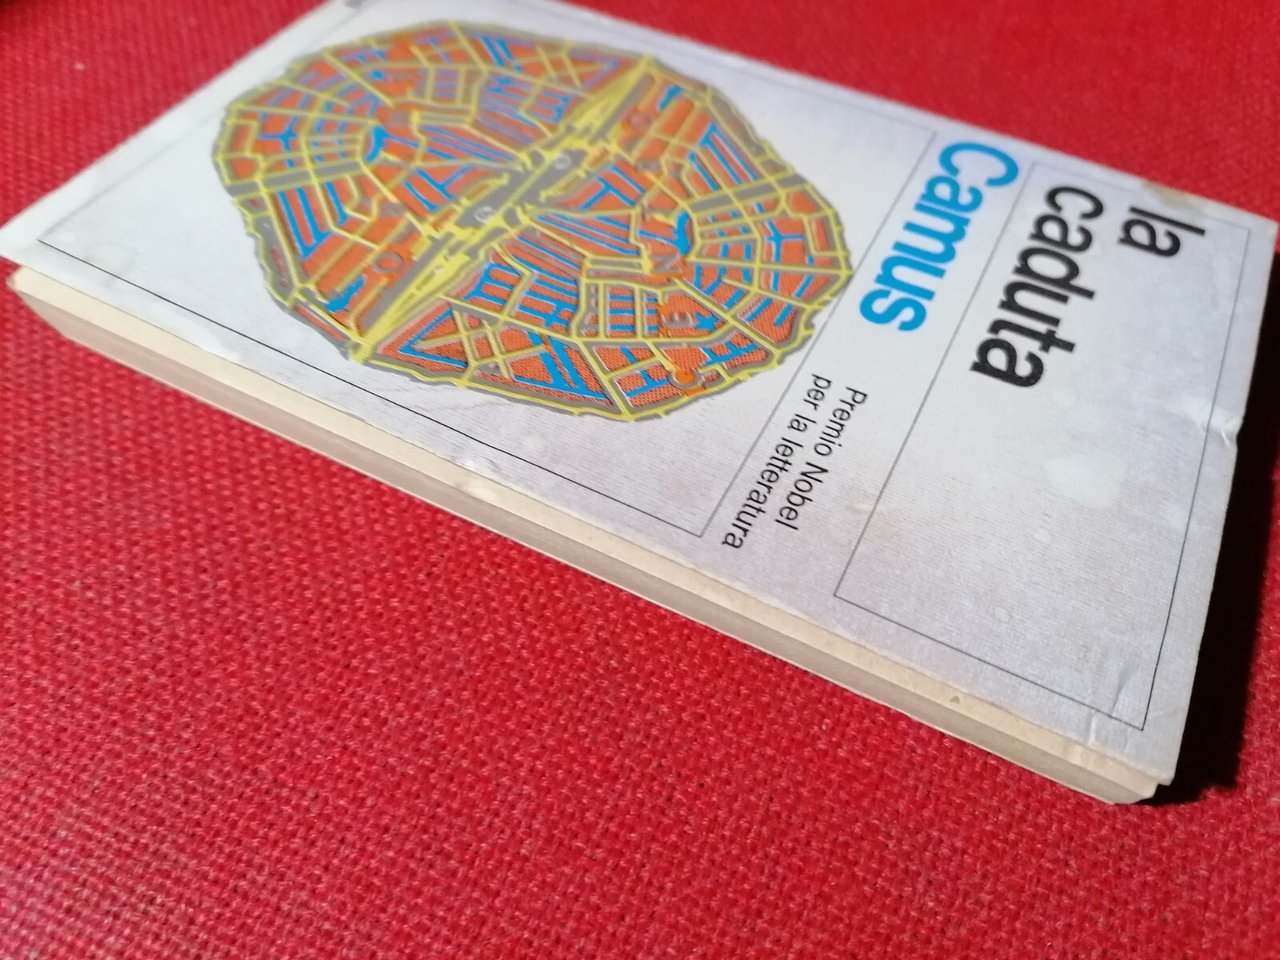 la
caduta
Camus
Premio Nobel
per la letteratura